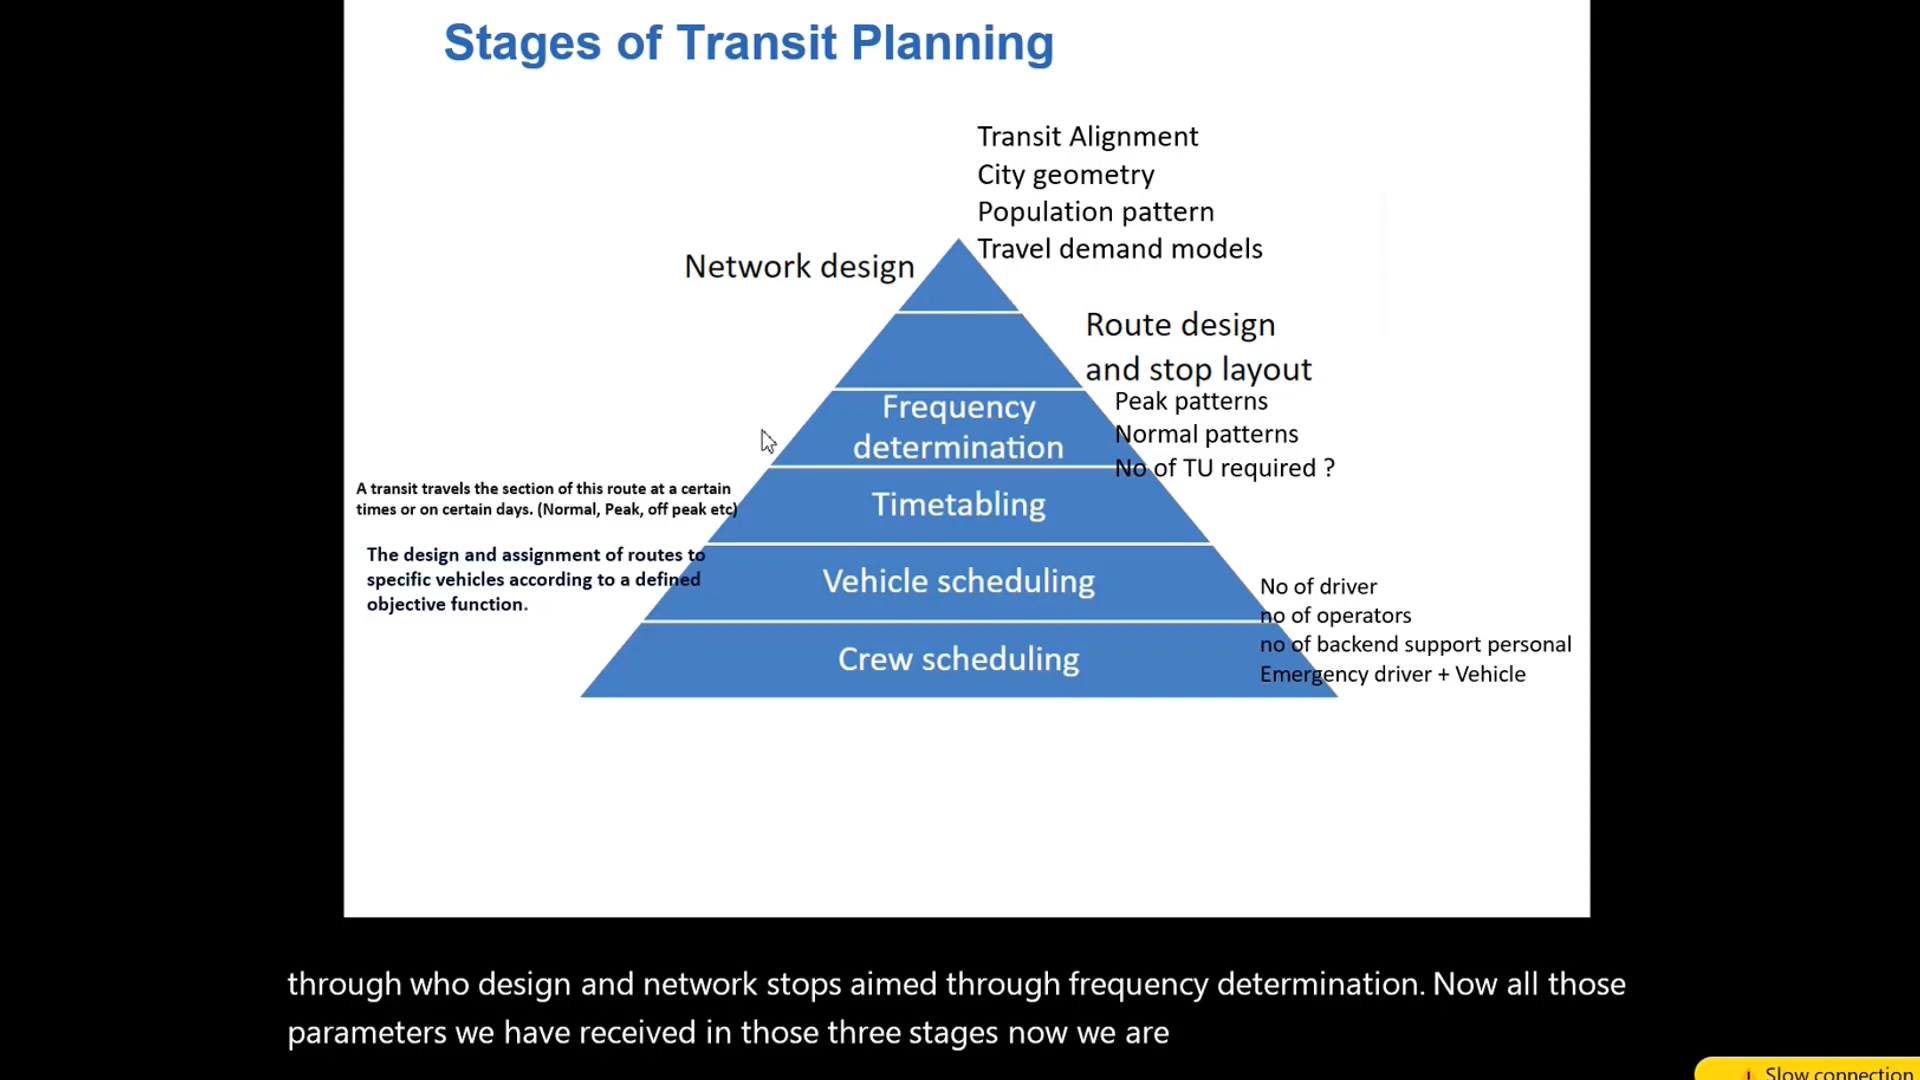 Stages of Transit Planning
Transit Alignment
City geometry
Population pattern
Travel demand models
Network design
Route design
and stop layout
Frequency
determination
Peak patterns
Normal patterns
No of TU required ?
A transit travels the section of this route at a certain
times or on certain days. (Normal, Peak, off peak etc)
Timetabling
The design and assignment of routes to
specific vehicles according to a defined
objective function.
Vehicle scheduling
No of driver
no of operators
no of backend support personal
Emergency driver + Vehicle
Crew scheduling
through who design and network stops aimed through frequency determination. Now all those
parameters we have received in those three stages now we are
Slow connection